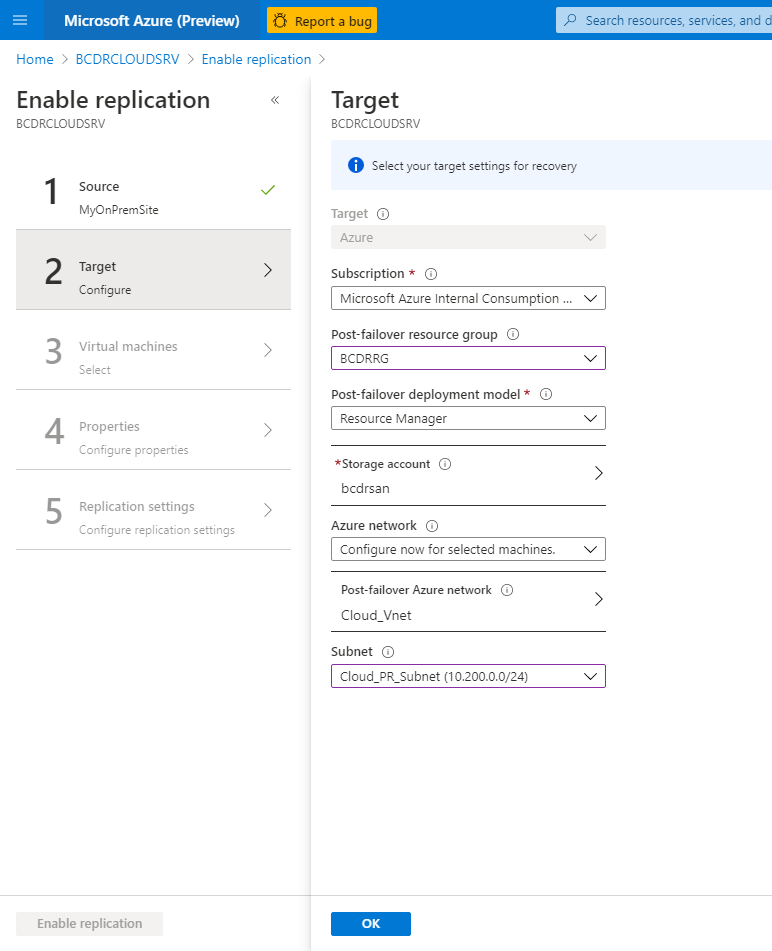 Microsoft Azure (Preview)
Report a bug
Search resources, services, and d
Home > BCDRCLOUDSRV > Enable replication >
Enable replication
«
BCDRCLOUDSRV
1
Source
MyOnPremSite
2
Target
Configure
3
Virtual machines
Select
4
Properties
Configure properties
5
Replication settings
Configure replication settings
Enable replication
Target
BCDRCLOUDSRV
Select your target settings for recovery
Target
Azure
Subscription *
Microsoft Azure Internal Consumption ...
Post-failover resource group
BCDRRG
Post-failover deployment model *
Resource Manager
*Storage account
bcdrsan
Azure network
Configure now for selected machines.
Post-failover Azure network
Cloud_Vnet
Subnet
Cloud_PR_Subnet (10.200.0.0/24)
OK